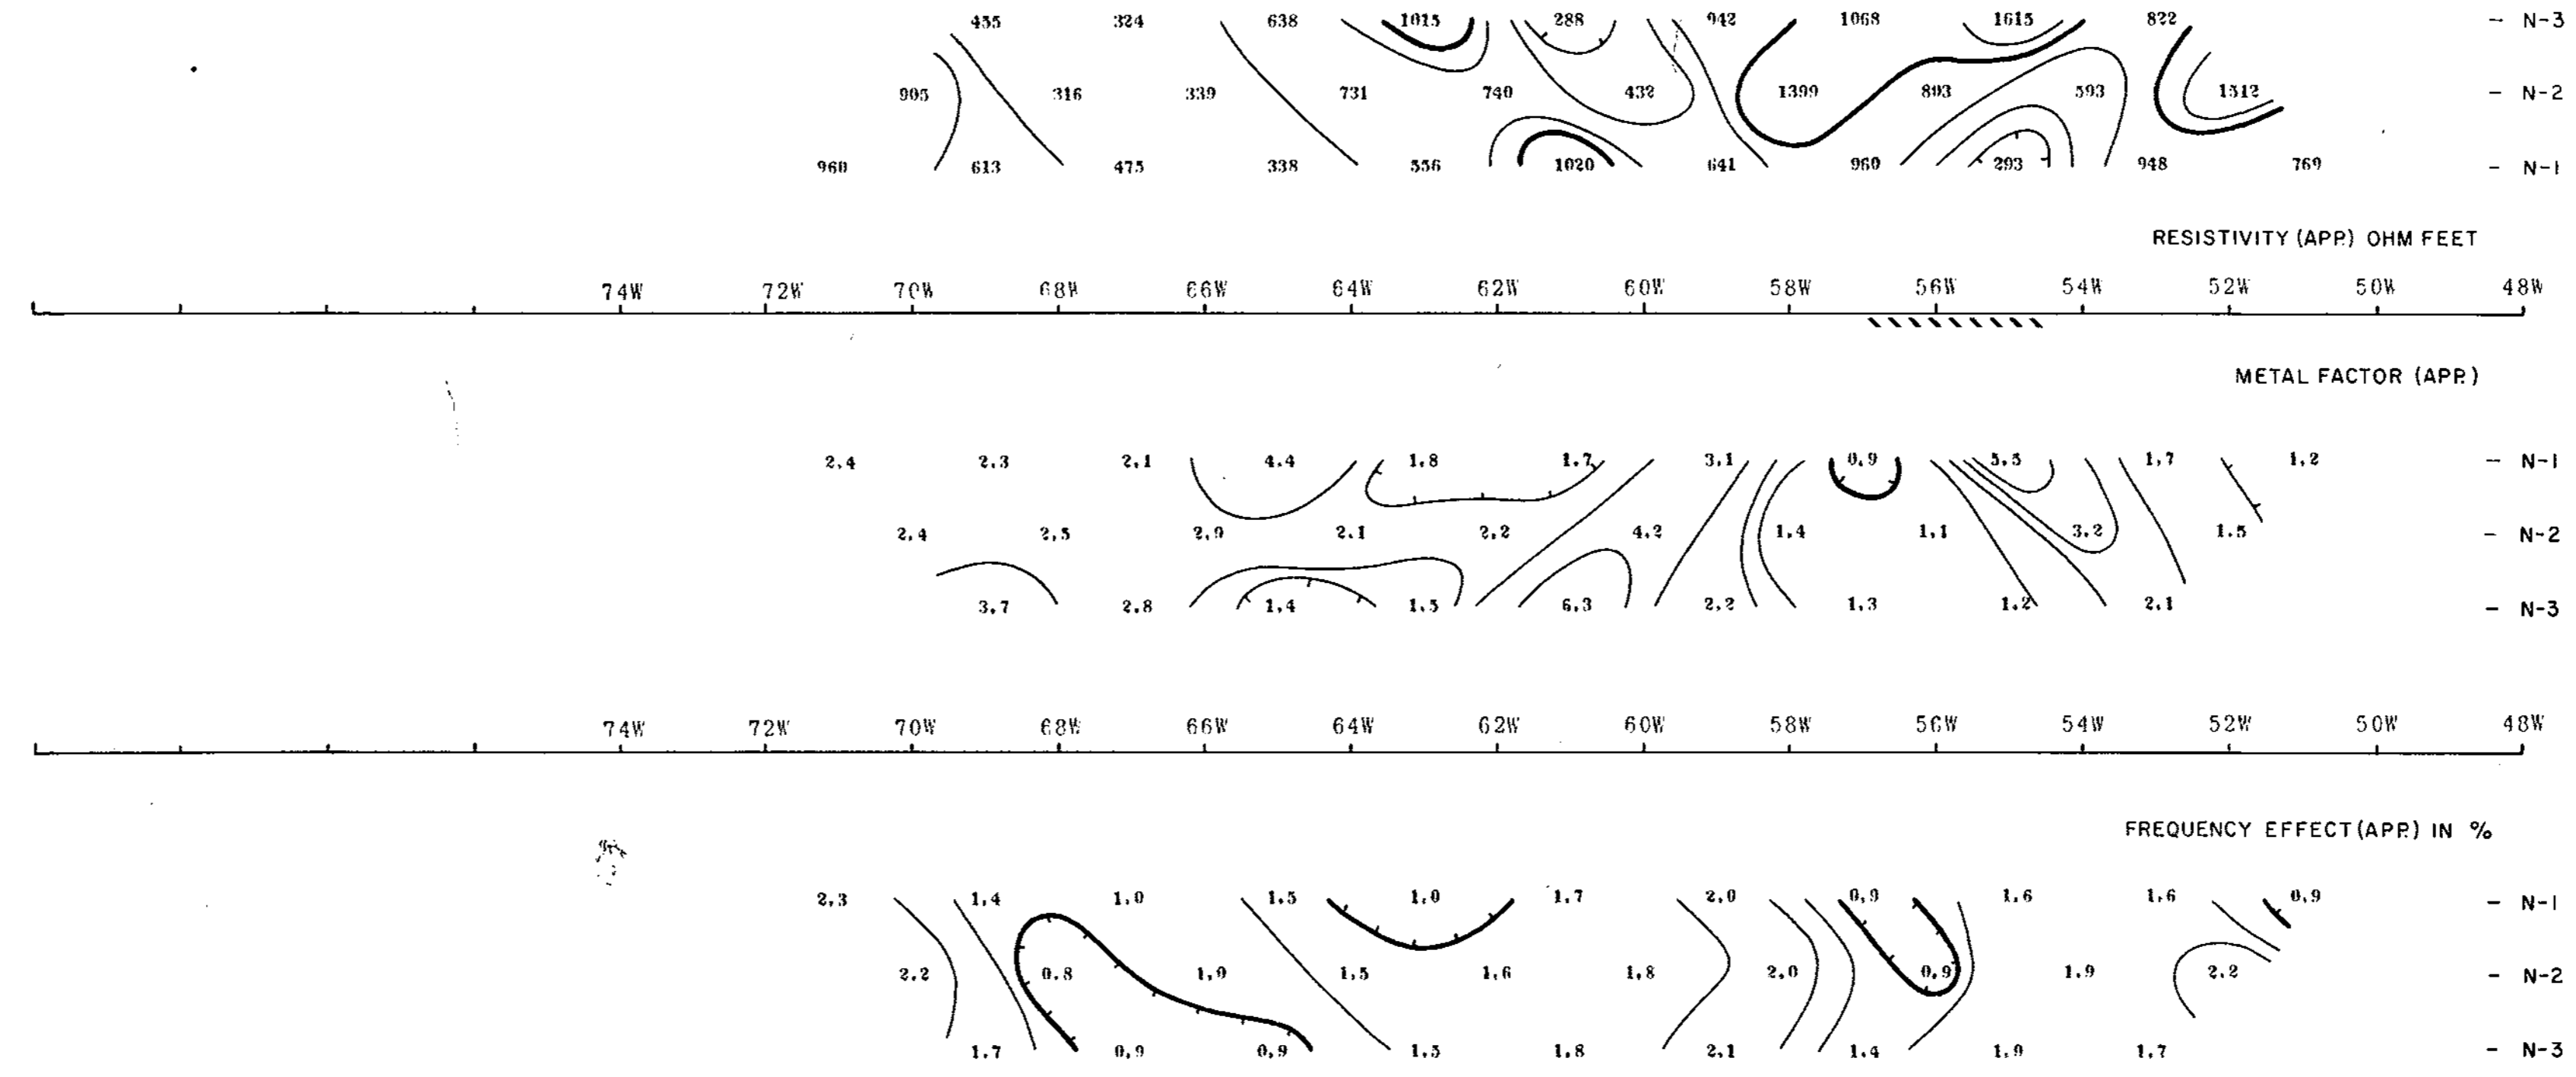 455 324 638 1015 288 942 1068 1615 822 - N-3
905 316 339 731 740 432 1399 893 593 1512 - N-2
960 613 475 338 556 1020 641 960 293 948 769 - N-1
RESISTIVITY (APP.) OHM FEET
74W 72W 70W 68W 66W 64W 62W 60W 58W 56W 54W 52W 50W 48W
METAL FACTOR (APP.)
2.4 2.3 2.1 4.4 1.8 1.7 3.1 0.9 5.5 1.7 1.2 - N-1
2.4 2.5 2.9 2.1 2.2 4.2 1.4 1.1 3.2 1.5 - N-2
3.7 2.8 1.4 1.5 6.3 2.2 1.3 1.2 2.1 - N-3
74W 72W 70W 68W 66W 64W 62W 60W 58W 56W 54W 52W 50W 48W
FREQUENCY EFFECT (APP.) IN %
2.3 1.4 1.0 1.5 1.0 1.7 2.0 0.9 1.6 1.6 0.9 - N-1
2.2 0.8 1.5 1.6 1.8 2.0 0.9 1.9 2.2 - N-2
1.7 0.9 0.9 1.5 1.8 2.1 1.4 1.9 1.7 - N-3